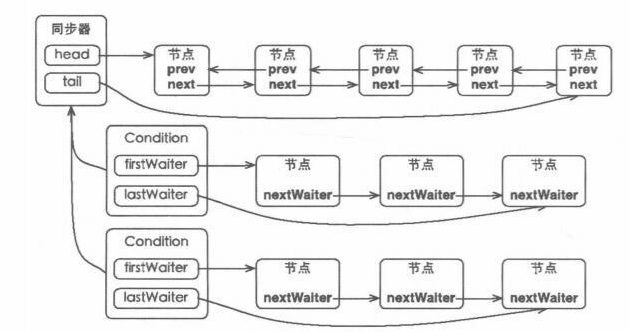 同步器
head
tail
节点
prev
next
节点
prev
next
节点
prev
next
节点
prev
next
节点
prev
next
Condition
firstWaiter
lastWaiter
节点
nextWaiter
节点
nextWaiter
节点
nextWaiter
Condition
firstWaiter
lastWaiter
节点
nextWaiter
节点
nextWaiter
节点
nextWaiter